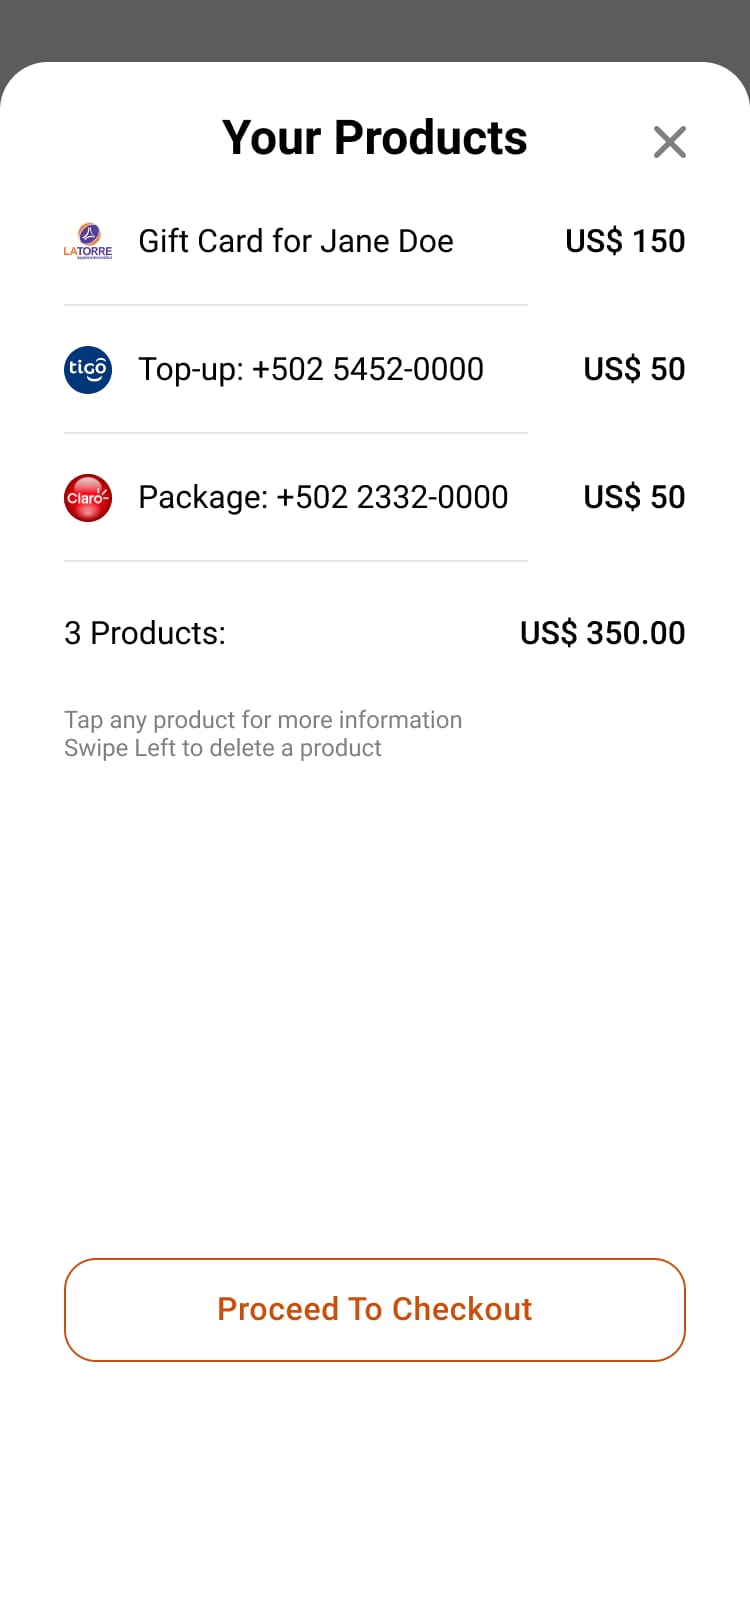 Your Products
LATORRE
Gift Card for Jane Doe
US$ 150
tigo
Top-up: +502 5452-0000
US$ 50
Claro
Package: +502 2332-0000
US$ 50
3 Products:
US$ 350.00
Tap any product for more information
Swipe Left to delete a product
Proceed To Checkout